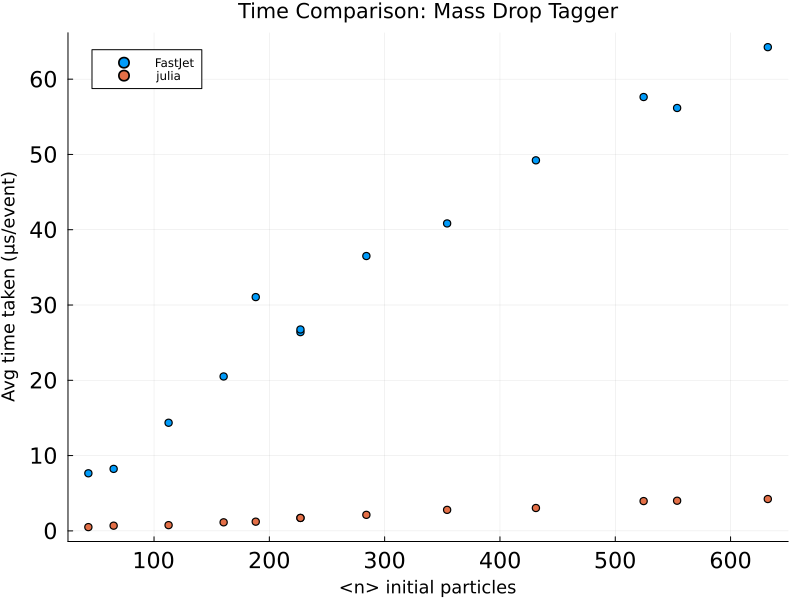 Time Comparison: Mass Drop Tagger
FastJet
julia
Avg time taken (μs/event)
60
50
40
30
20
10
0
100 200 300 400 500 600
<n> initial particles